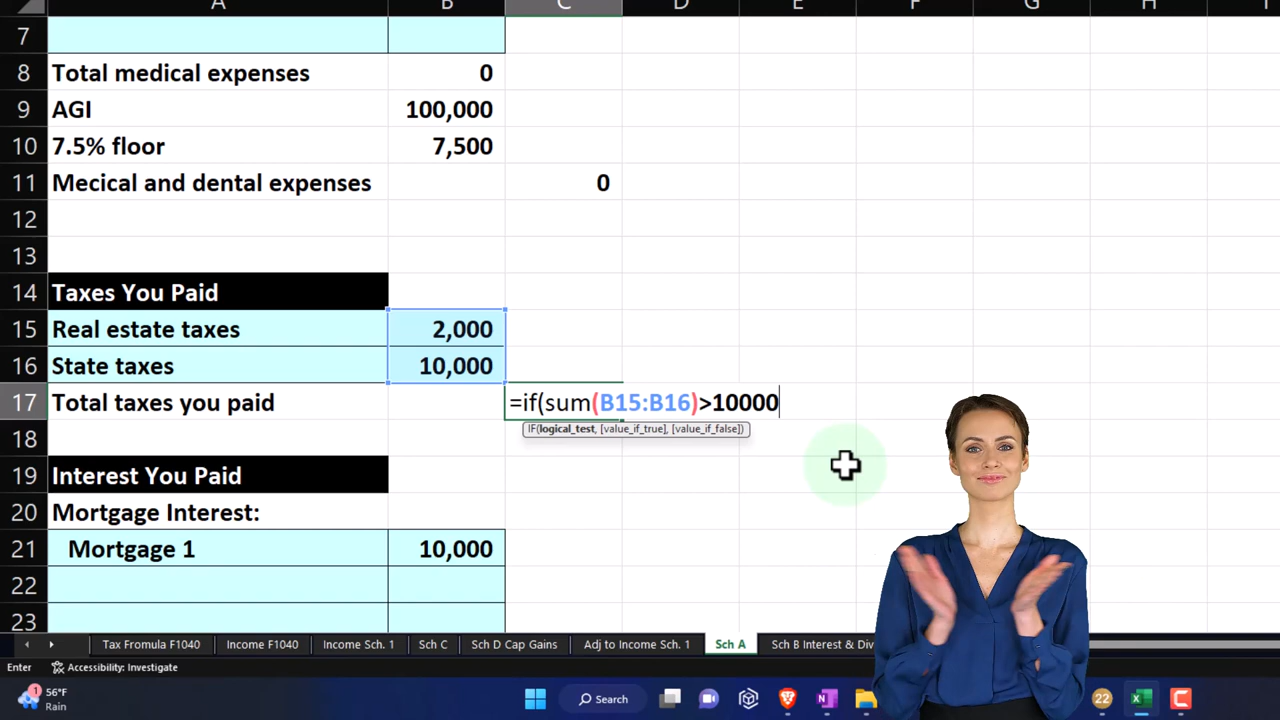 A B C D E F G H
7
8 Total medical expenses 0
9 AGI 100,000
10 7.5% floor 7,500
11 Mecical and dental expenses 0
12
13
14 Taxes You Paid
15 Real estate taxes 2,000
16 State taxes 10,000
17 Total taxes you paid =if(sum(B15:B16)>10000
IF(logical_test, [value_if_true], [value_if_false])
18
19 Interest You Paid
20 Mortgage Interest:
21 Mortgage 1 10,000
22
23
Tax Fromula F1040 Income F1040 Income Sch. 1 Sch C Sch D Cap Gains Adj to Income Sch. 1 Sch A Sch B Interest & Div
Enter Accessibility: Investigate
1 56°F Search 22
Rain